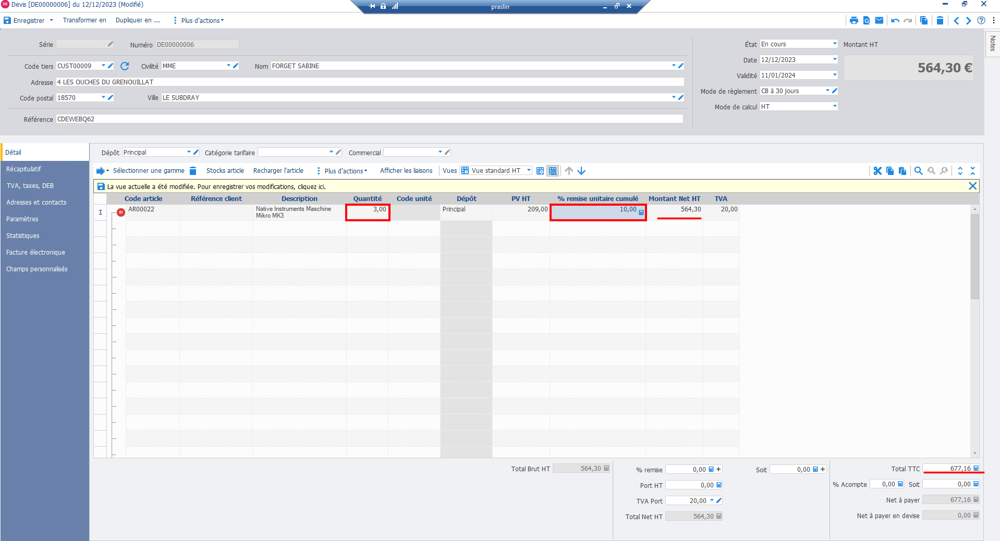 DE Devis [DE00000006] du 12/12/2023 (Modifié)
praslin
Enregistrer Transformer en Dupliquer en ... Plus d'actions
Série Numéro DE00000006
Code tiers CUST00009 Civilité MME Nom FORGET SABINE
Adresse 4 LES OUCHES DU GRENOUILLAT
Code postal 18570 Ville LE SUBDRAY
Référence CDEWEBQ62
État En cours
Date 12/12/2023
Validité 11/01/2024
Mode de règlement CB à 30 jours
Mode de calcul HT
Montant HT
564,30 €
Notes
Détail
Récapitulatif
TVA, taxes, DEB
Adresses et contacts
Paramètres
Statistiques
Facture électronique
Champs personnalisés
Dépôt Principal Catégorie tarifaire Commercial
Sélectionner une gamme Stocks article Recharger l'article Plus d'actions Afficher les liaisons Vues Vue standard HT
La vue actuelle a été modifiée. Pour enregistrer vos modifications, cliquez ici.
Code article Référence client Description Quantité Code unité Dépôt PV HT % remise unitaire cumulé Montant Net HT TVA
BI AR00022 Native Instruments Maschine 3,00 Principal 209,00 10,00 564,30 20,00
Mikro MK3
Total Brut HT 564,30
% remise 0,00 Soit 0,00
Port HT 0,00
TVA Port 20,00
Total Net HT 564,30
Total TTC 677,16
% Acompte 0,00 Soit 0,00
Net à payer 677,16
Net à payer en devise 0,00